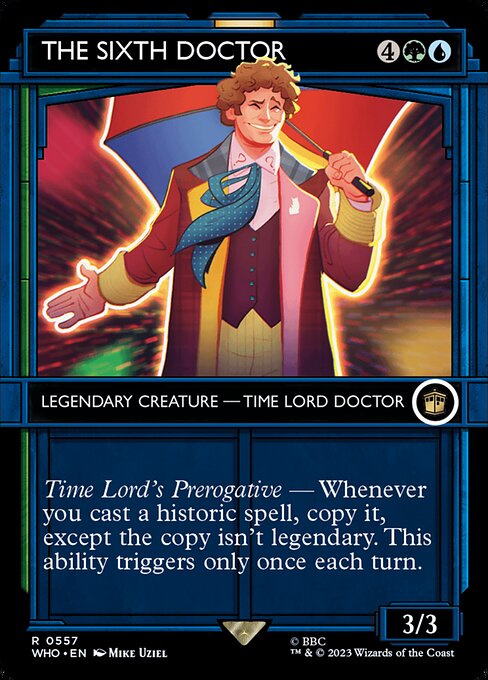 THE SIXTH DOCTOR 4
LEGENDARY CREATURE — TIME LORD DOCTOR
Time Lord's Prerogative — Whenever
you cast a historic spell, copy it,
except the copy isn't legendary. This
ability triggers only once each turn.
3/3
R 0557
WHO • EN MIKE UZIEL
© BBC
™ & © 2023 Wizards of the Coast